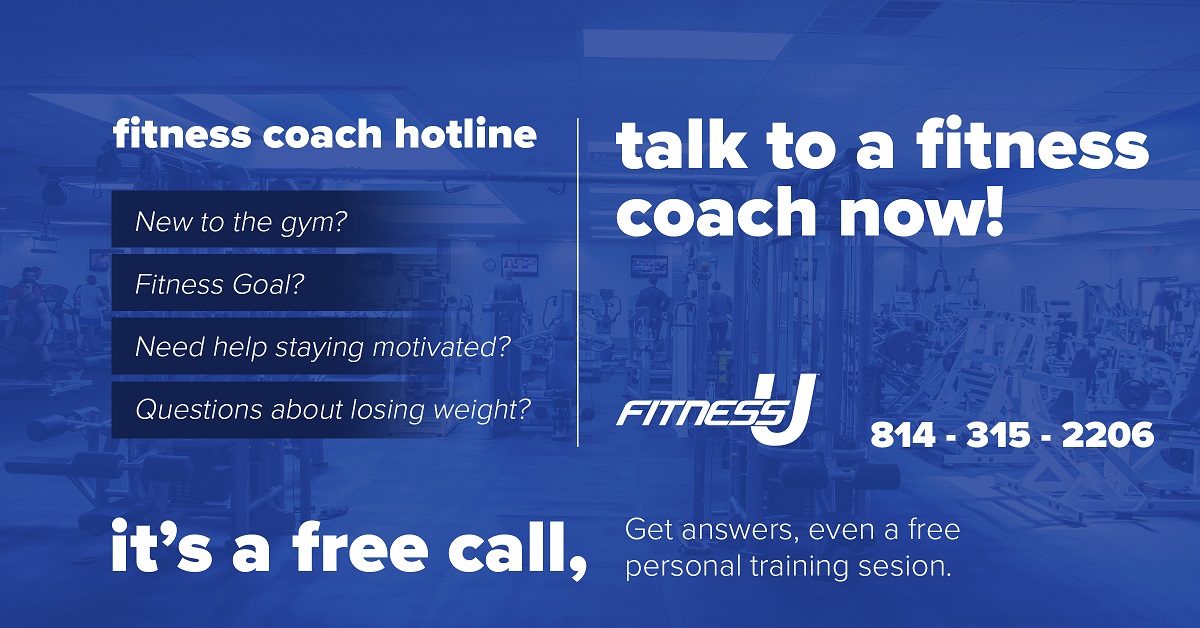 fitness coach hotline
New to the gym?
Fitness Goal?
Need help staying motivated?
Questions about losing weight?
talk to a fitness
coach now!
FITNESS U
814 - 315 - 2206
it's a free call,
Get answers, even a free
personal training sesion.